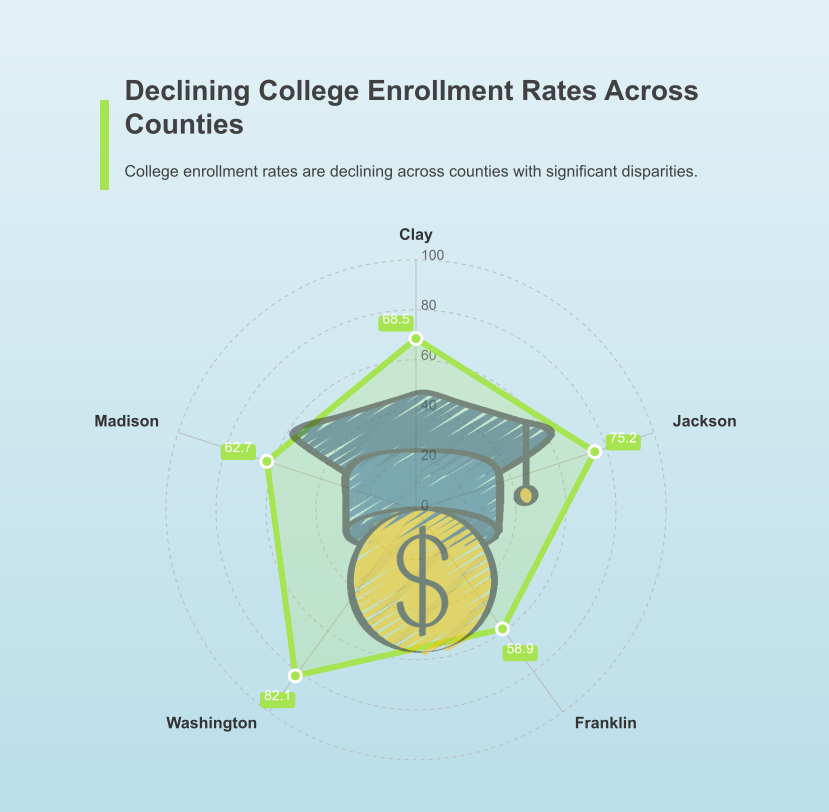 Declining College Enrollment Rates Across
Counties
College enrollment rates are declining across counties with significant disparities.
Clay
100
80
68.5
60
Madison
62.7
40
Jackson
75.2
20
0
$
58.9
82.1
Washington
Franklin